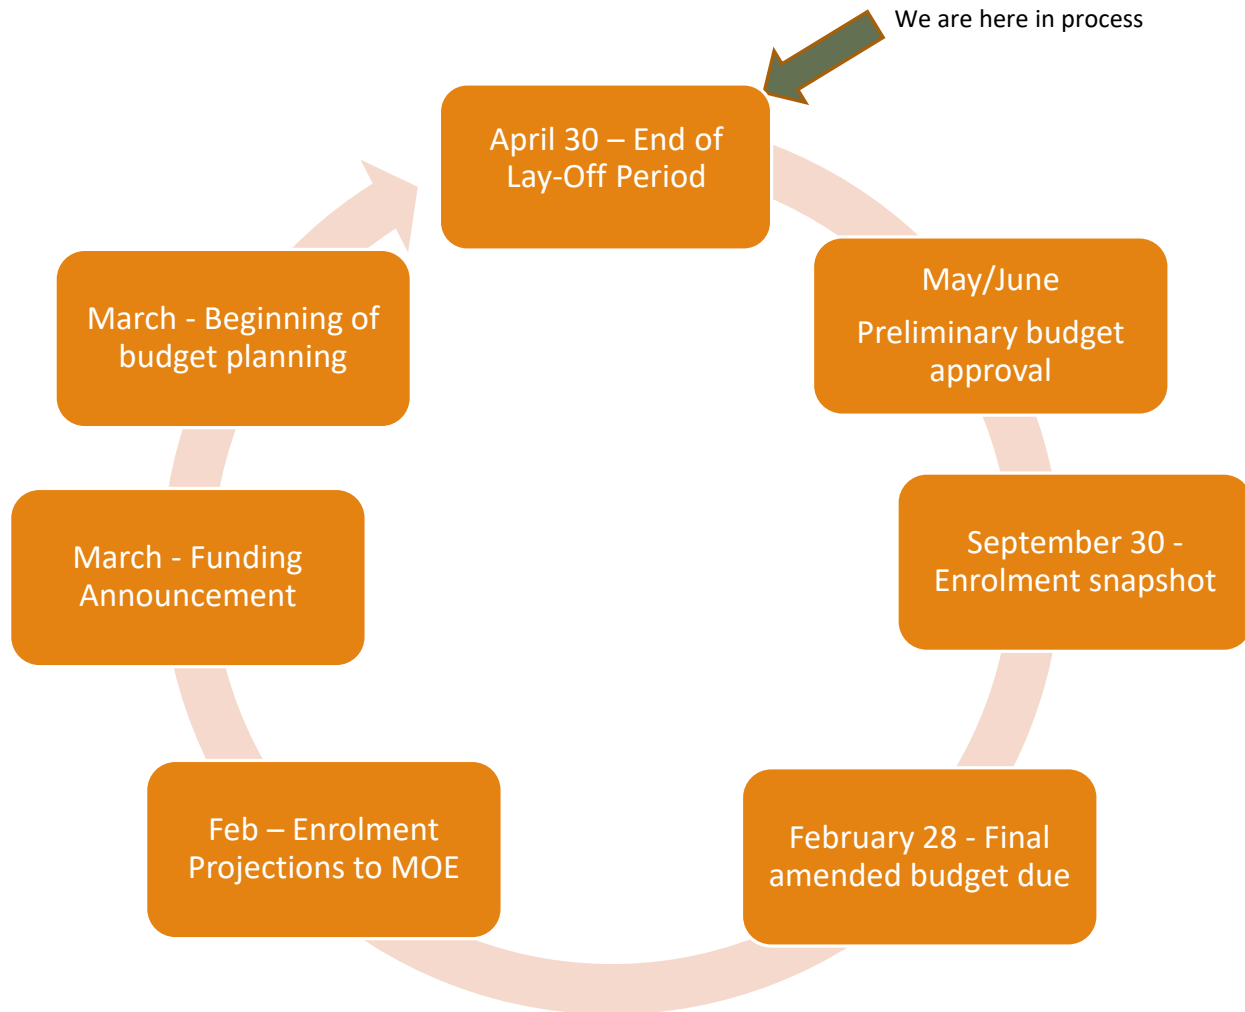 We are here in process
April 30 – End of
Lay-Off Period
May/June
Preliminary budget
approval
September 30 -
Enrolment snapshot
February 28 - Final
amended budget due
Feb – Enrolment
Projections to MOE
March - Funding
Announcement
March - Beginning of
budget planning